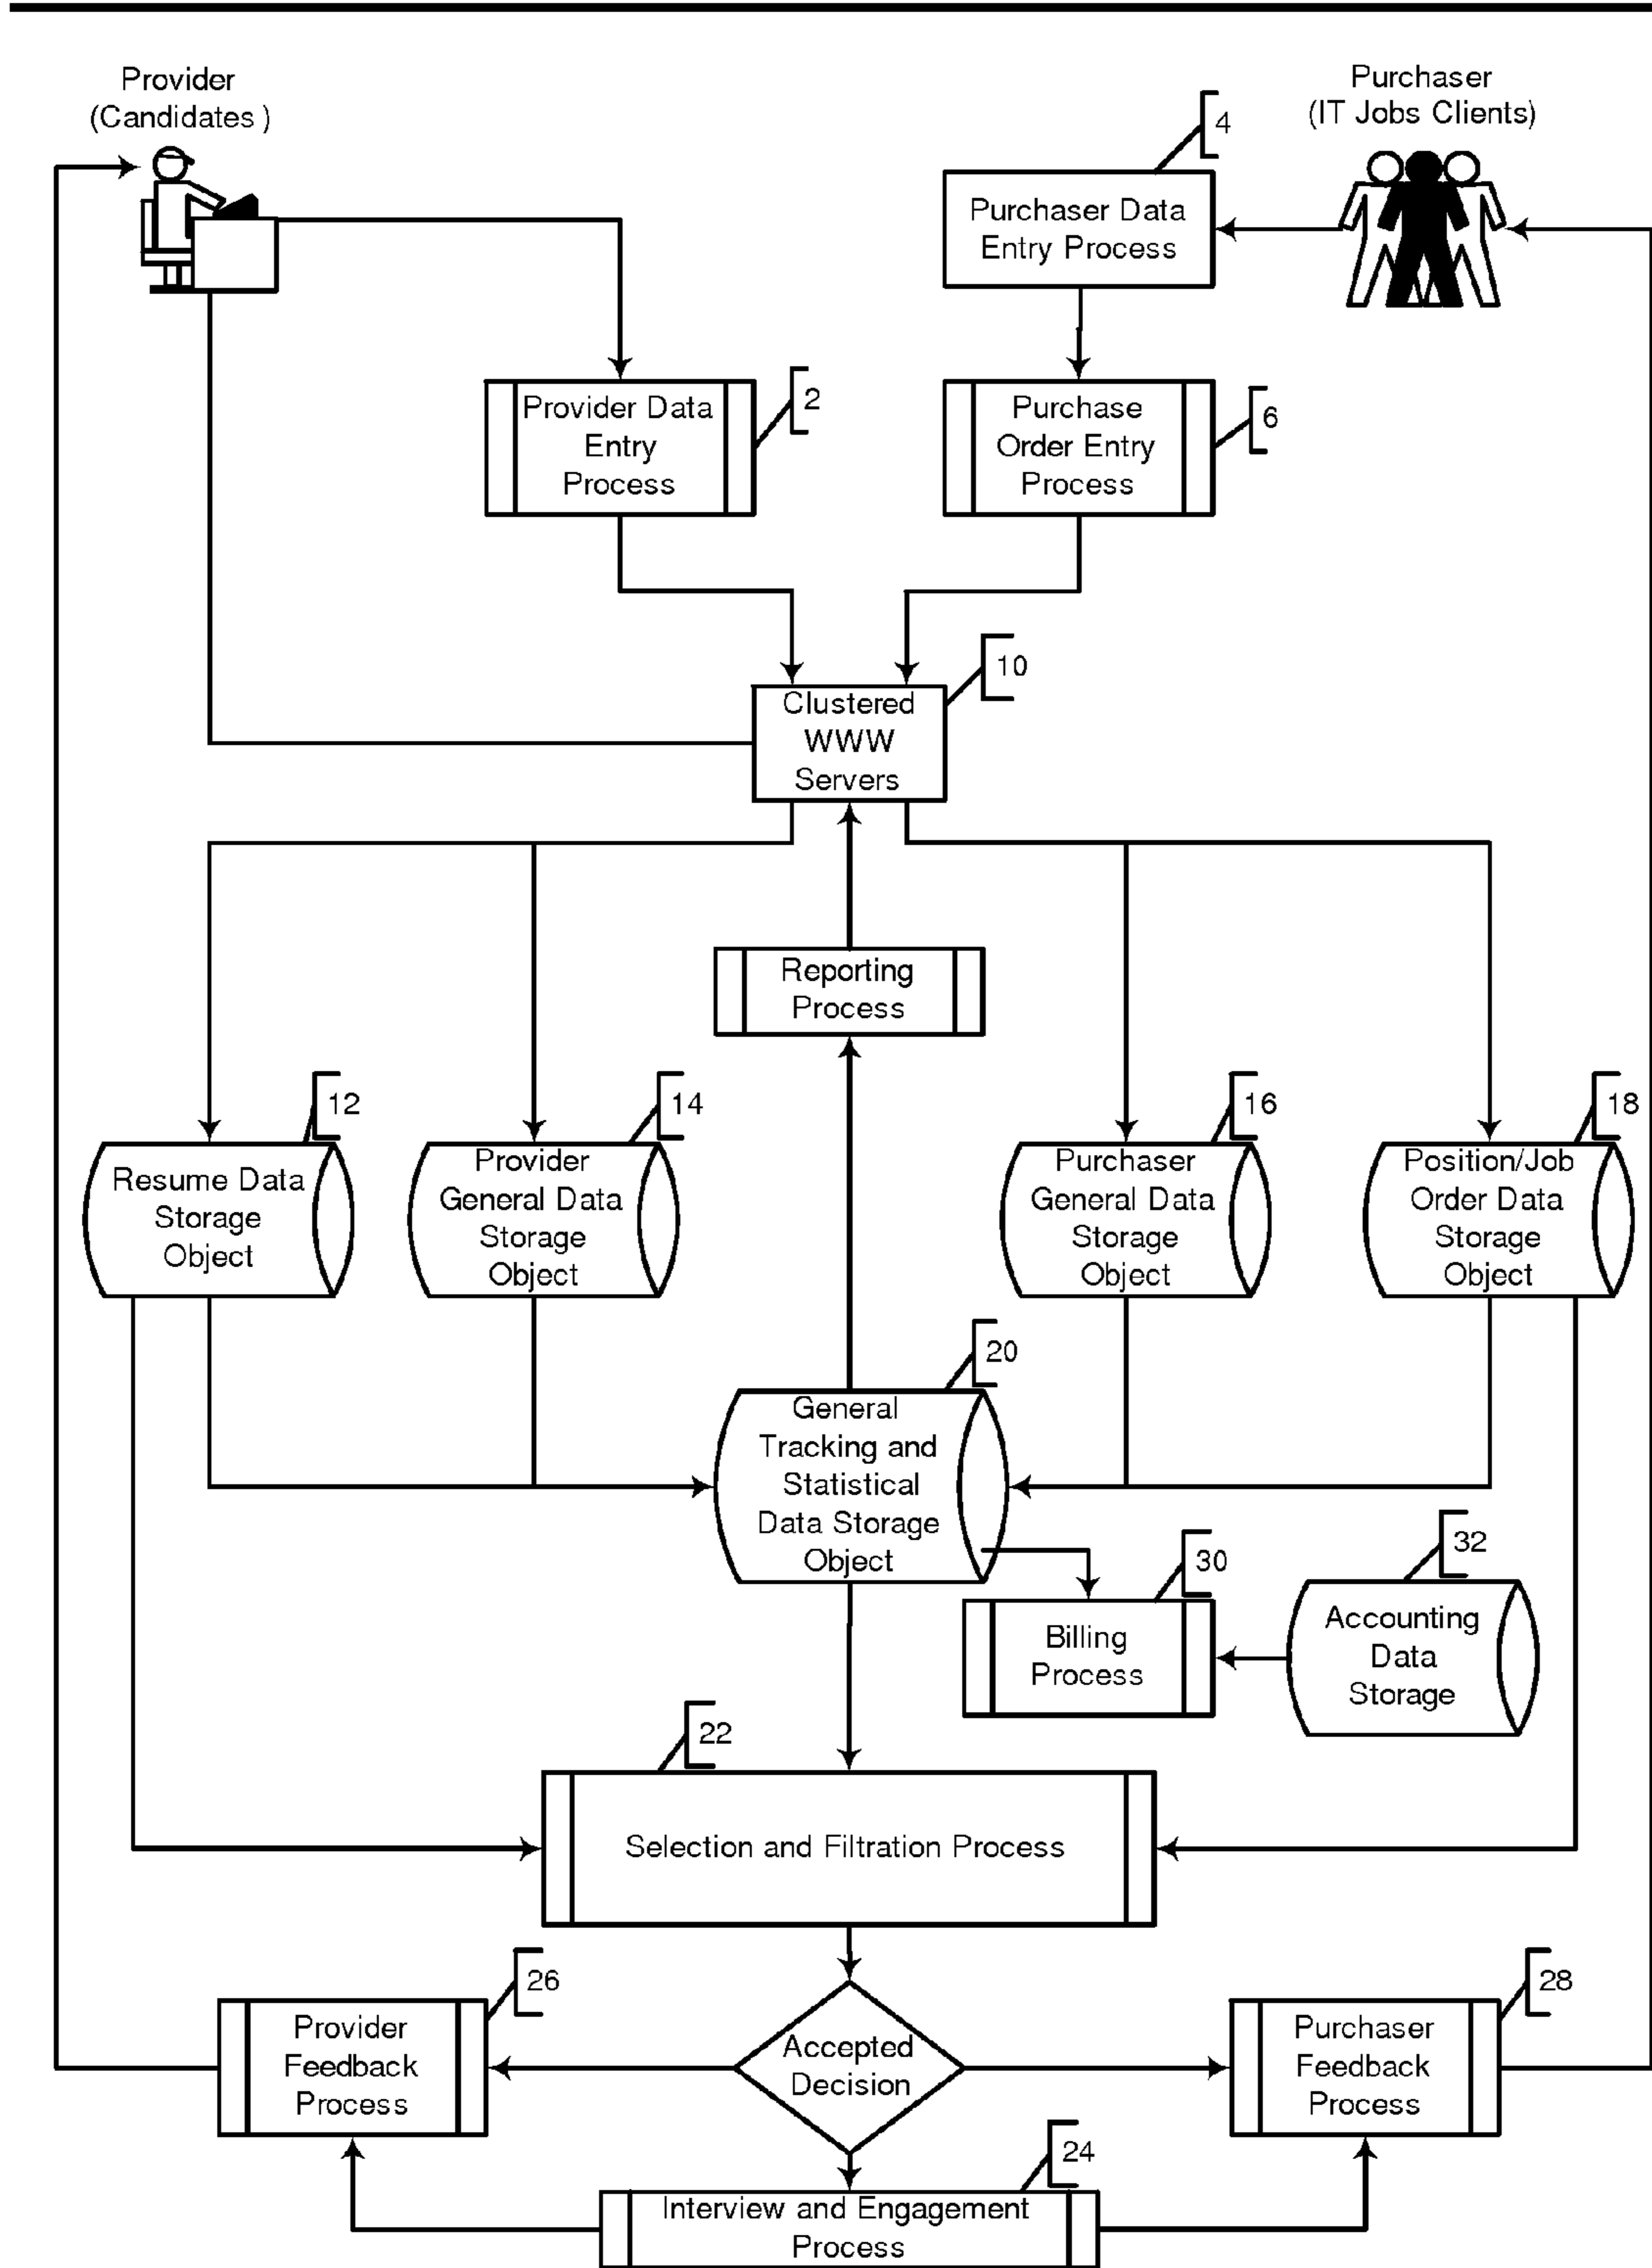 Provider
(Candidates )
Purchaser
(IT Jobs Clients)
4
Purchaser Data
Entry Process
Provider Data
Entry
Process
2
Purchase
Order Entry
Process
6
10
Clustered
WWW
Servers
Reporting
Process
12
14
16
18
Resume Data
Storage
Object
Provider
General Data
Storage
Object
Purchaser
General Data
Storage
Object
Position/Job
Order Data
Storage
Object
20
General
Tracking and
Statistical
Data Storage
Object
30
32
Billing
Process
Accounting
Data
Storage
22
Selection and Filtration Process
26
28
Provider
Feedback
Process
Accepted
Decision
Purchaser
Feedback
Process
24
Interview and Engagement
Process